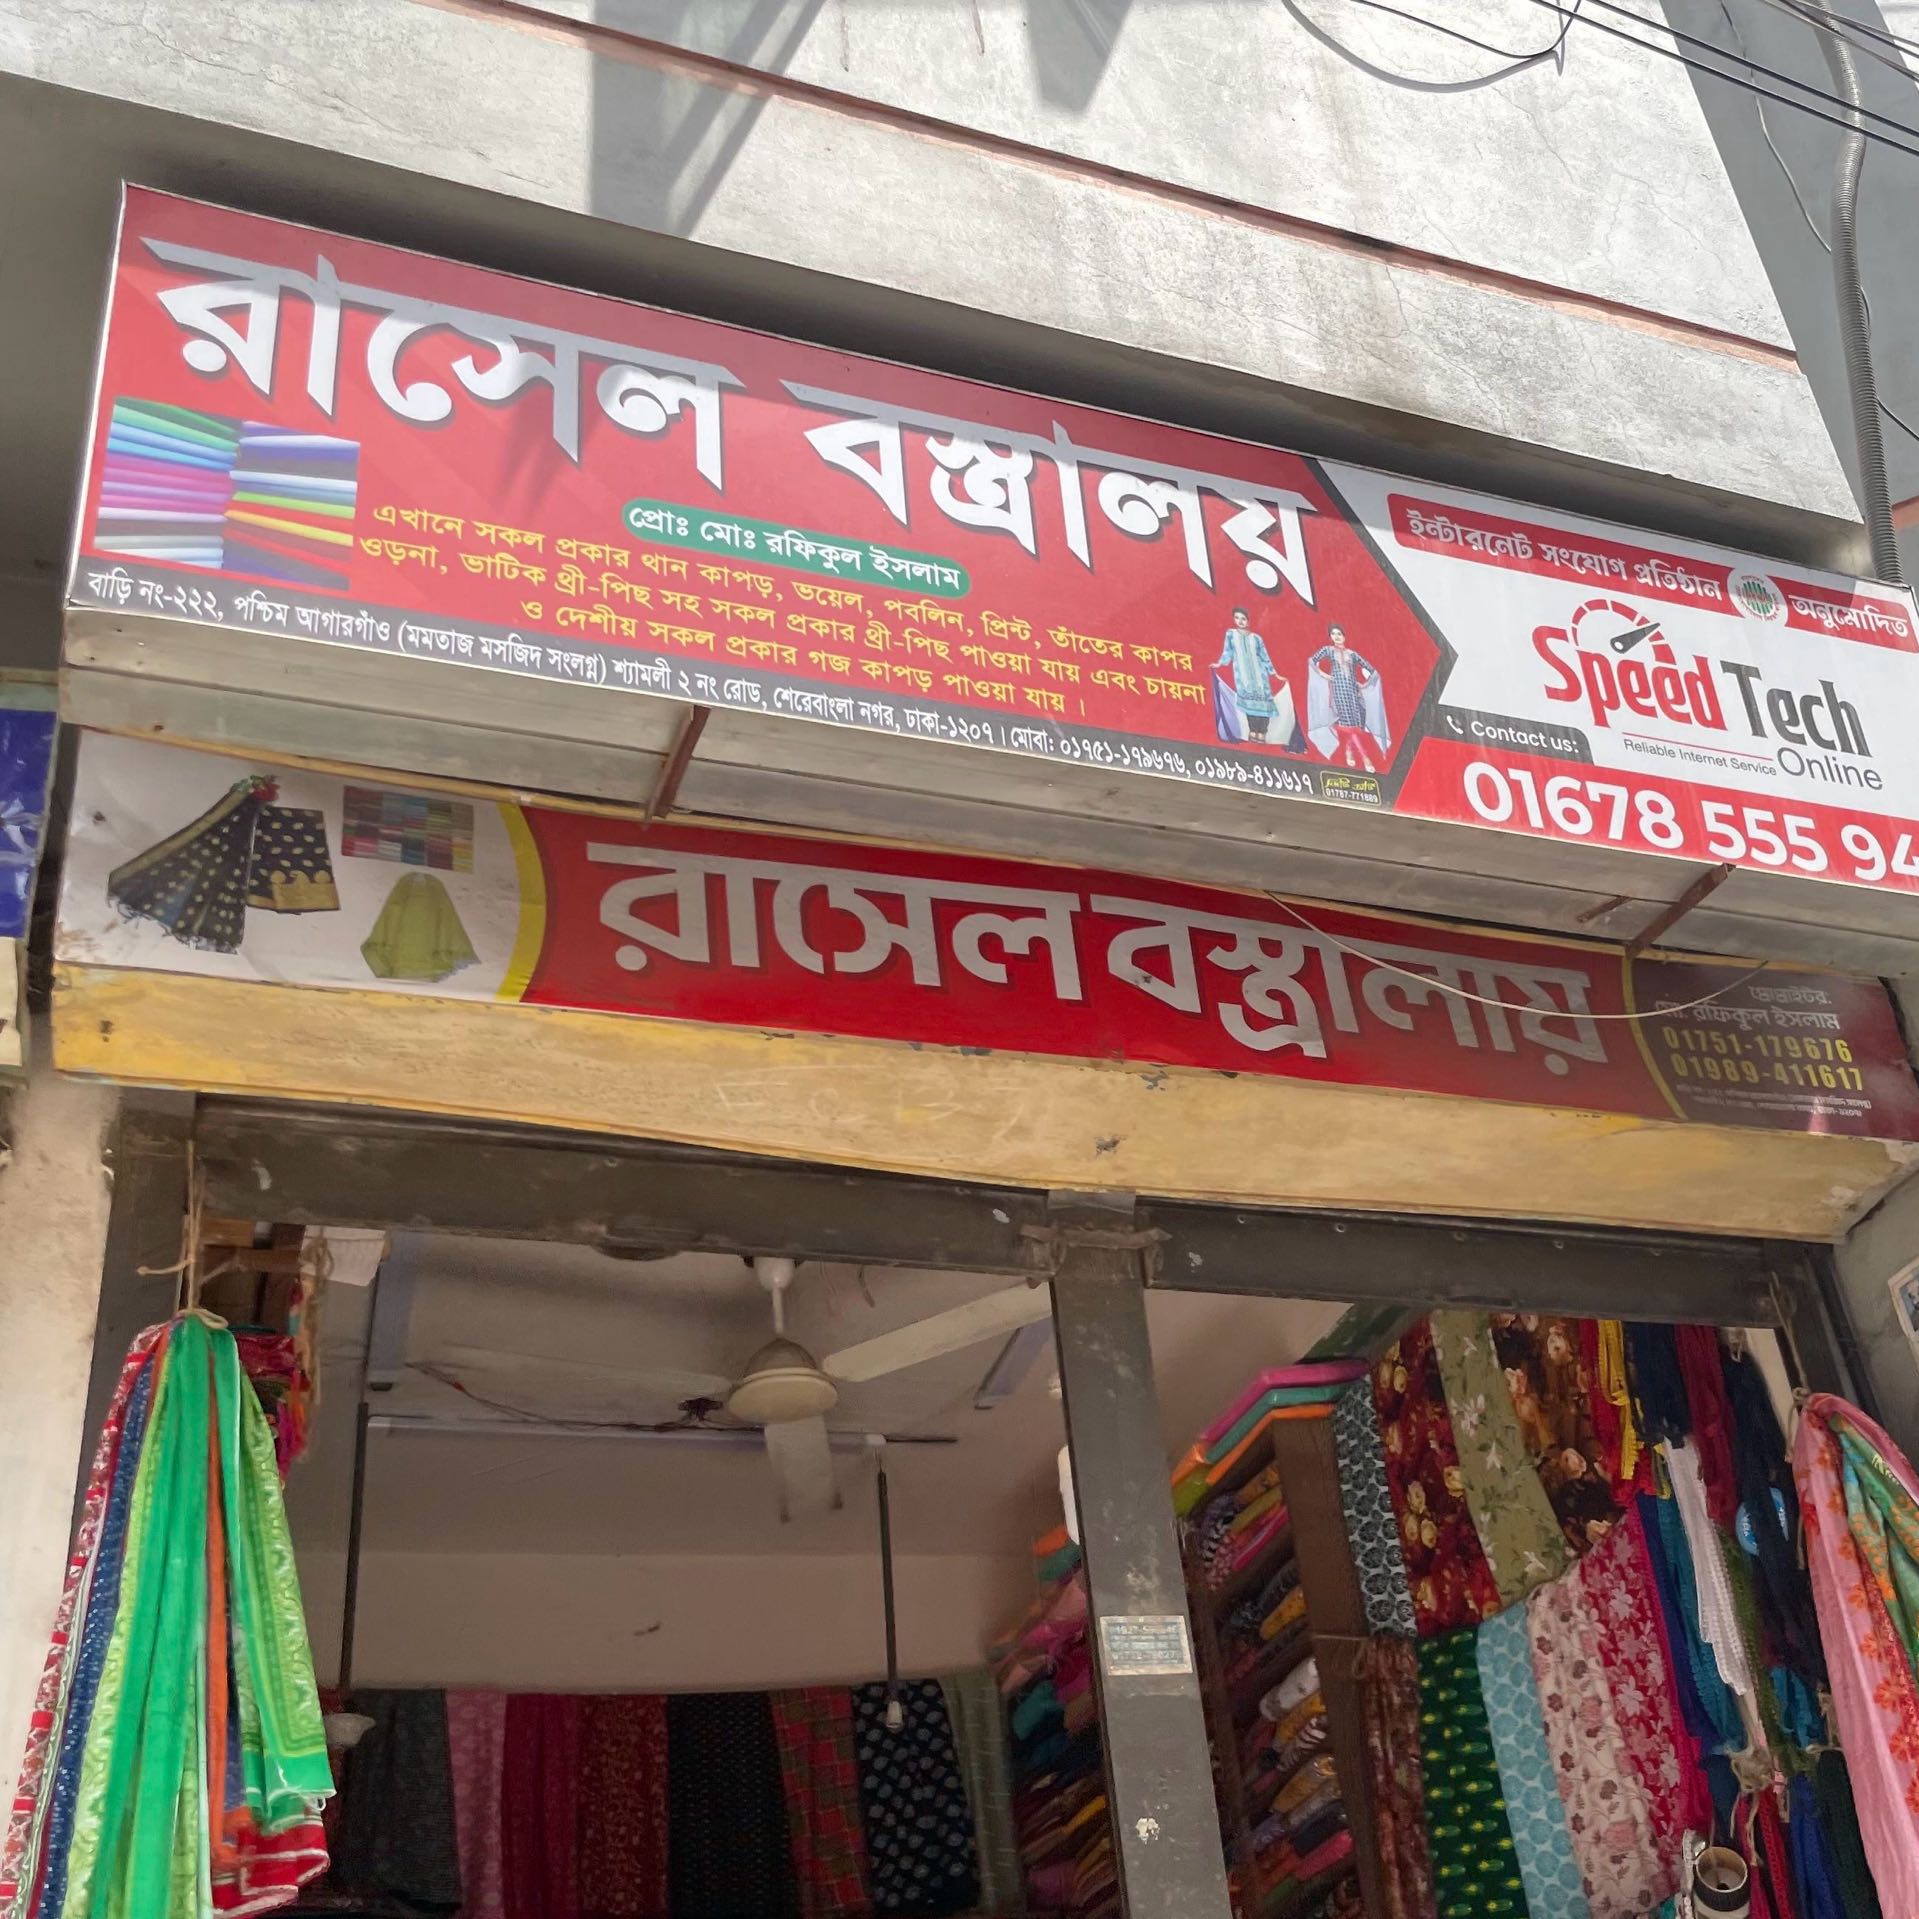 রাসেল বস্ত্রালয়
প্রোঃ মোঃ রফিকুল ইসলাম
এখানে সকল প্রকার থান কাপড়, ভয়েল, পবলিন, প্রিন্ট, তাঁতের কাপর
ওড়না, ভাটিক থ্রী-পিছ সহ সকল প্রকার থ্রী-পিছ পাওয়া যায় এবং চায়না
ও দেশীয় সকল প্রকার গজ কাপড় পাওয়া যায়।
বাড়ি নং-২২২, পশ্চিম আগারগাঁও (মমতাজ মসজিদ সংলগ্ন) শ্যামলী ২ নং রোড, শেরেবাংলা নগর, ঢাকা-১২০৭। মোবা: ০১৭৫১-১৭৯৬৭৬, ০১৯৮৯-৪১১৬১৭
01787-771889
ইন্টারনেট সংযোগ প্রতিষ্ঠান অনুমোদিত
Speed Tech
Online
Reliable Internet Service
Contact us:
01678 555 94
রাসেল বস্ত্রালায়
প্রোপ্রাইটর:
মো: রফিকুল ইসলাম
01751-179676
01989-411617